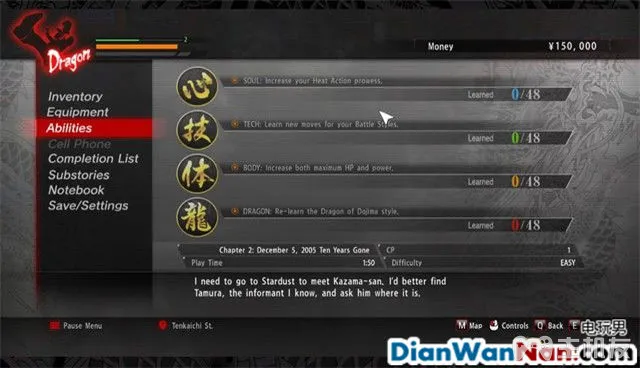 Dragon
2
Money
¥150,000
Inventory
Equipment
Abilities
Cell Phone
Completion List
Substories
Notebook
Save/Settings
心
SOUL: Increase your Heat Action prowess.
Learned 0/48
技
TECH: Learn new moves for your Battle Styles.
Learned 0/48
体
BODY: Increase both maximum HP and power.
Learned 0/48
龍
DRAGON: Re-learn the Dragon of Dojima style.
Learned 0/48
Chapter 2: December 5, 2005 Ten Years Gone
CP 1
Play Time 1:50
Difficulty EASY
I need to go to Stardust to meet Kazama-san. I'd better find
Tamura, the informant I know, and ask him where it is.
Pause Menu
Tenkaichi St.
M Map
Controls
Q Back
E
电玩男
DianWanNan.com